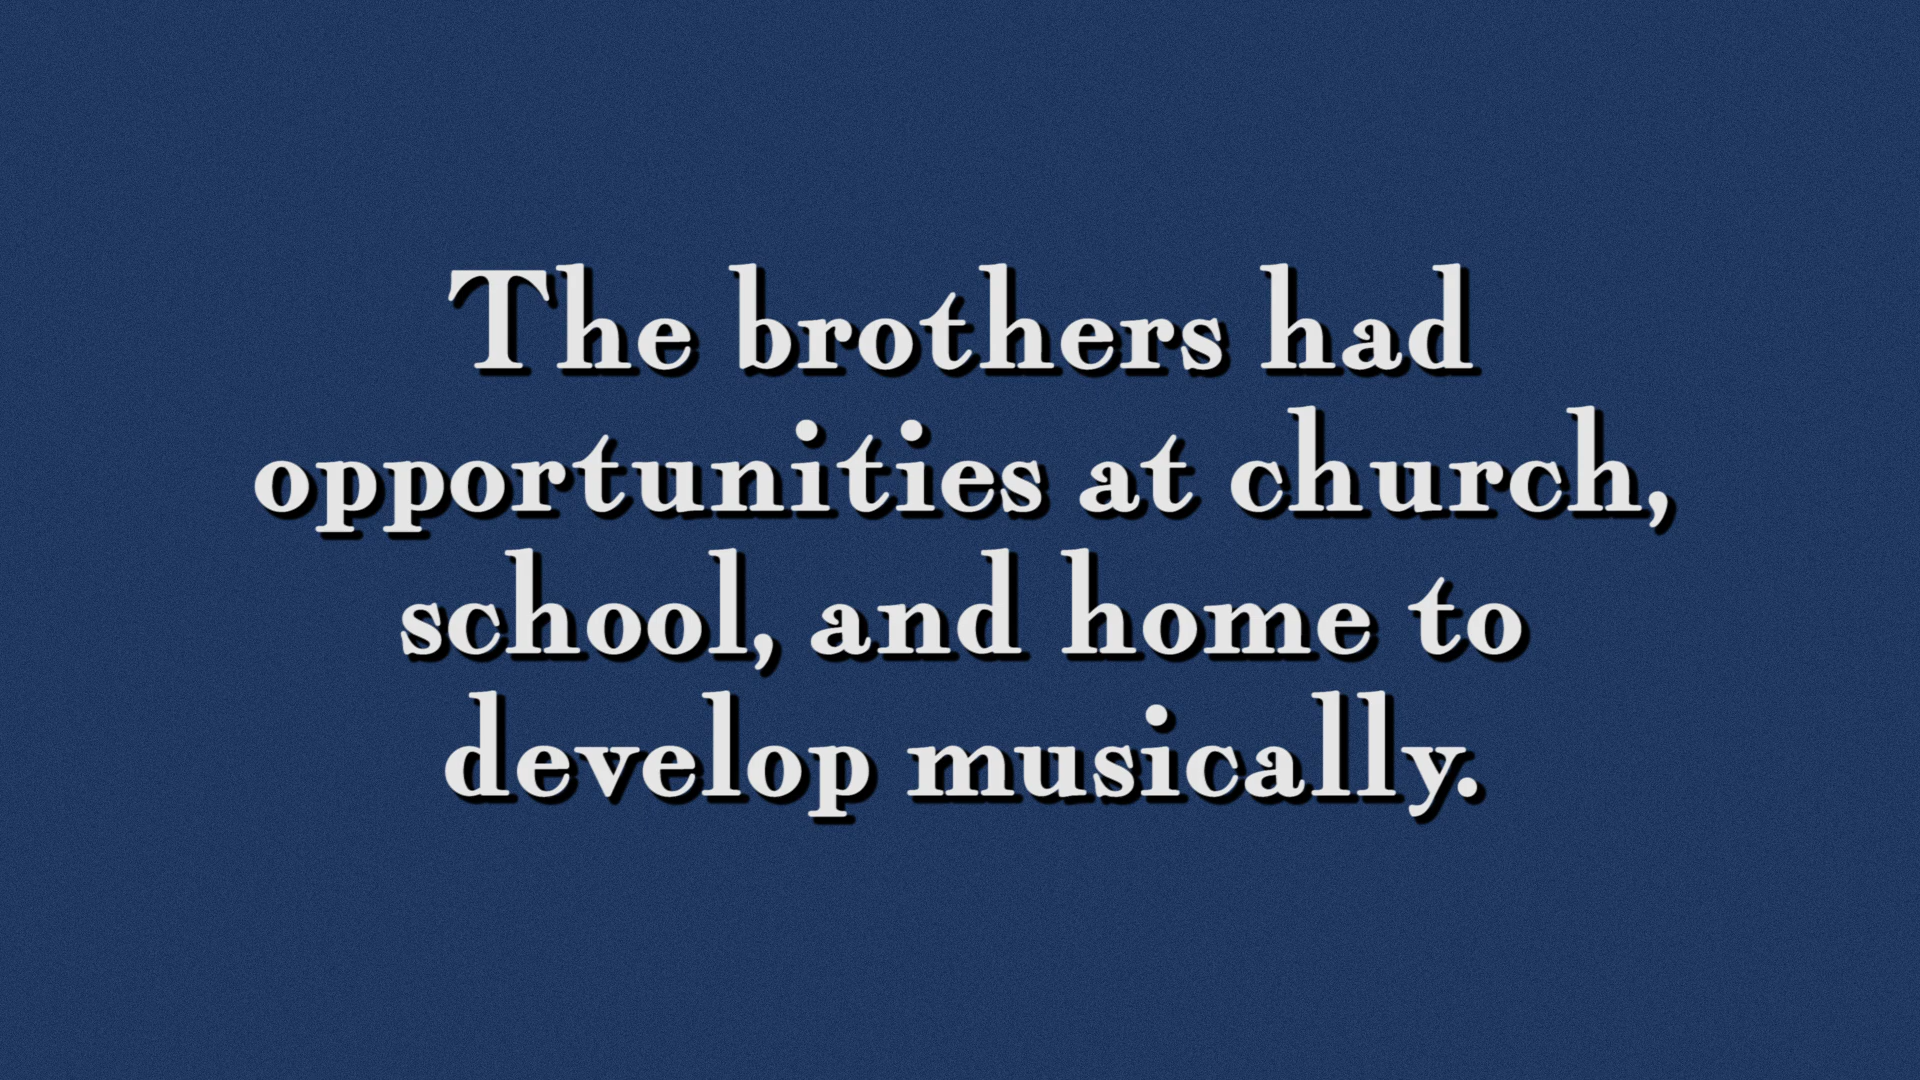 The brothers had
opportunities at church,
school, and home to
develop musically.